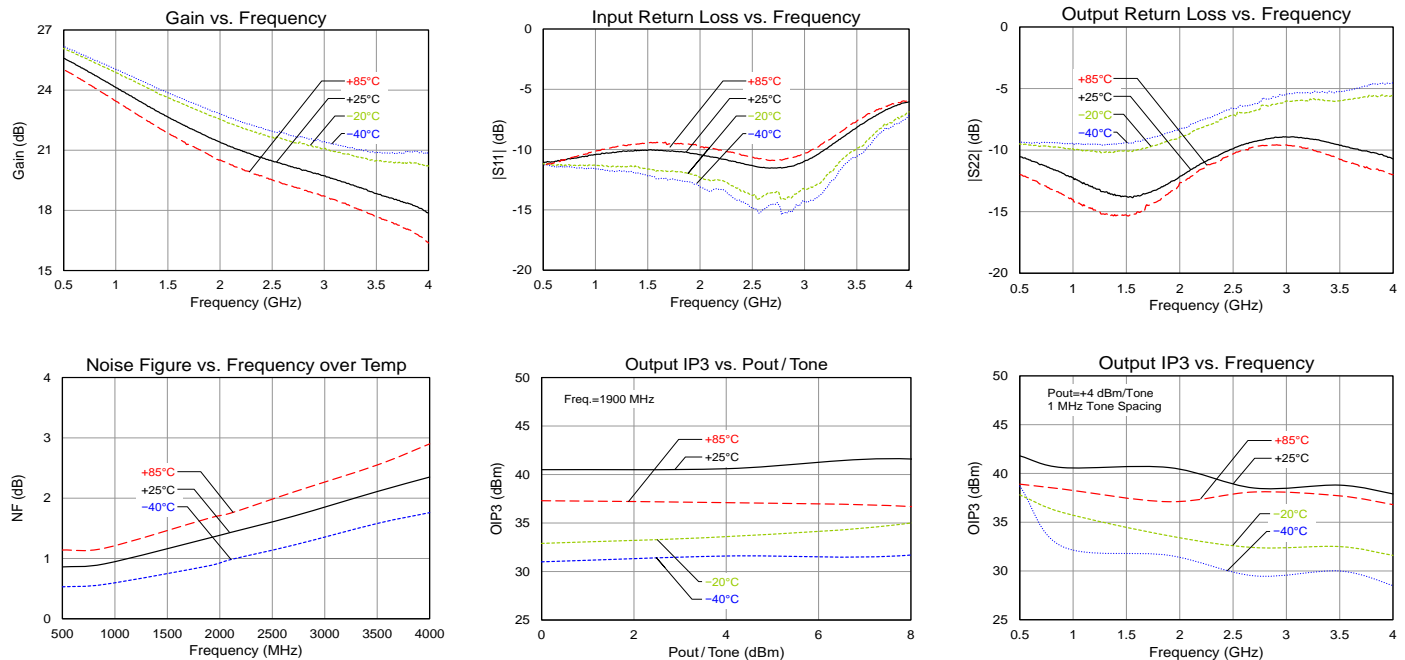 Gain vs. Frequency
27
24
21
18
15
Gain (dB)
+85°C
+25°C
−20°C
−40°C
0.5 1 1.5 2 2.5 3 3.5 4
Frequency (GHz)
Input Return Loss vs. Frequency
0
-5
-10
-15
-20
|S11| (dB)
+85°C
+25°C
−20°C
−40°C
0.5 1 1.5 2 2.5 3 3.5 4
Frequency (GHz)
Output Return Loss vs. Frequency
0
-5
-10
-15
-20
|S22| (dB)
+85°C
+25°C
−20°C
−40°C
0.5 1 1.5 2 2.5 3 3.5 4
Frequency (GHz)
Noise Figure vs. Frequency over Temp
4
3
2
1
0
NF (dB)
+85°C
+25°C
−40°C
500 1000 1500 2000 2500 3000 3500 4000
Frequency (MHz)
Output IP3 vs. Pout / Tone
50
45
40
35
30
25
OIP3 (dBm)
Freq.=1900 MHz
+85°C
+25°C
−20°C
−40°C
0 2 4 6 8
Pout / Tone (dBm)
Output IP3 vs. Frequency
50
45
40
35
30
25
OIP3 (dBm)
Pout=+4 dBm/Tone
1 MHz Tone Spacing
+85°C
+25°C
−20°C
−40°C
0.5 1 1.5 2 2.5 3 3.5 4
Frequency (GHz)